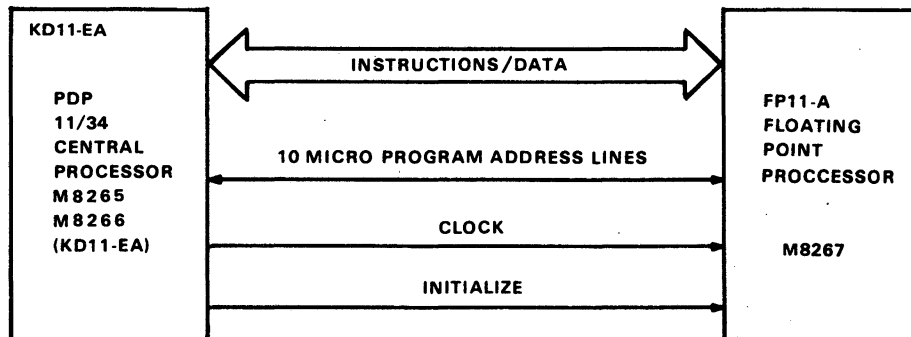 KD11-EA
PDP
11/34
CENTRAL
PROCESSOR
M8265
M8266
(KD11-EA)
INSTRUCTIONS/DATA
10 MICRO PROGRAM ADDRESS LINES
CLOCK
INITIALIZE
FP11-A
FLOATING
POINT
PROCCESSOR
M8267